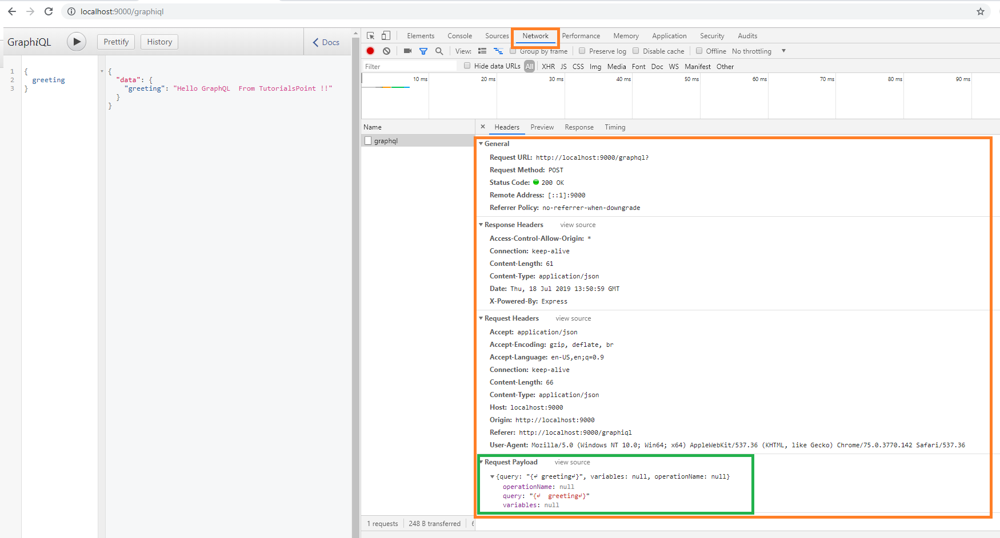 localhost:9000/graphiql
GraphiQL
Prettify
History
Docs
1 {
2 greeting
3 }
{
"data": {
"greeting": "Hello GraphQL  From TutorialsPoint !!"
}
}
Elements Console Sources Network Performance Memory Application Security Audits
View: Group by frame Preserve log Disable cache Offline No throttling
Filter Hide data URLs All XHR JS CSS Img Media Font Doc WS Manifest Other
10 ms 20 ms 30 ms 40 ms 50 ms 60 ms 70 ms 80 ms 90 ms
Name
graphql
× Headers Preview Response Timing
General
Request URL: http://localhost:9000/graphql?
Request Method: POST
Status Code: 200 OK
Remote Address: [::1]:9000
Referrer Policy: no-referrer-when-downgrade
Response Headers view source
Access-Control-Allow-Origin: *
Connection: keep-alive
Content-Length: 61
Content-Type: application/json
Date: Thu, 18 Jul 2019 13:50:59 GMT
X-Powered-By: Express
Request Headers view source
Accept: application/json
Accept-Encoding: gzip, deflate, br
Accept-Language: en-US,en;q=0.9
Connection: keep-alive
Content-Length: 66
Content-Type: application/json
Host: localhost:9000
Origin: http://localhost:9000
Referer: http://localhost:9000/graphiql
User-Agent: Mozilla/5.0 (Windows NT 10.0; Win64; x64) AppleWebKit/537.36 (KHTML, like Gecko) Chrome/75.0.3770.142 Safari/537.36
Request Payload view source
{query: "{↵ greeting↵}", variables: null, operationName: null}
operationName: null
query: "{↵  greeting↵}"
variables: null
1 requests 248 B transferred